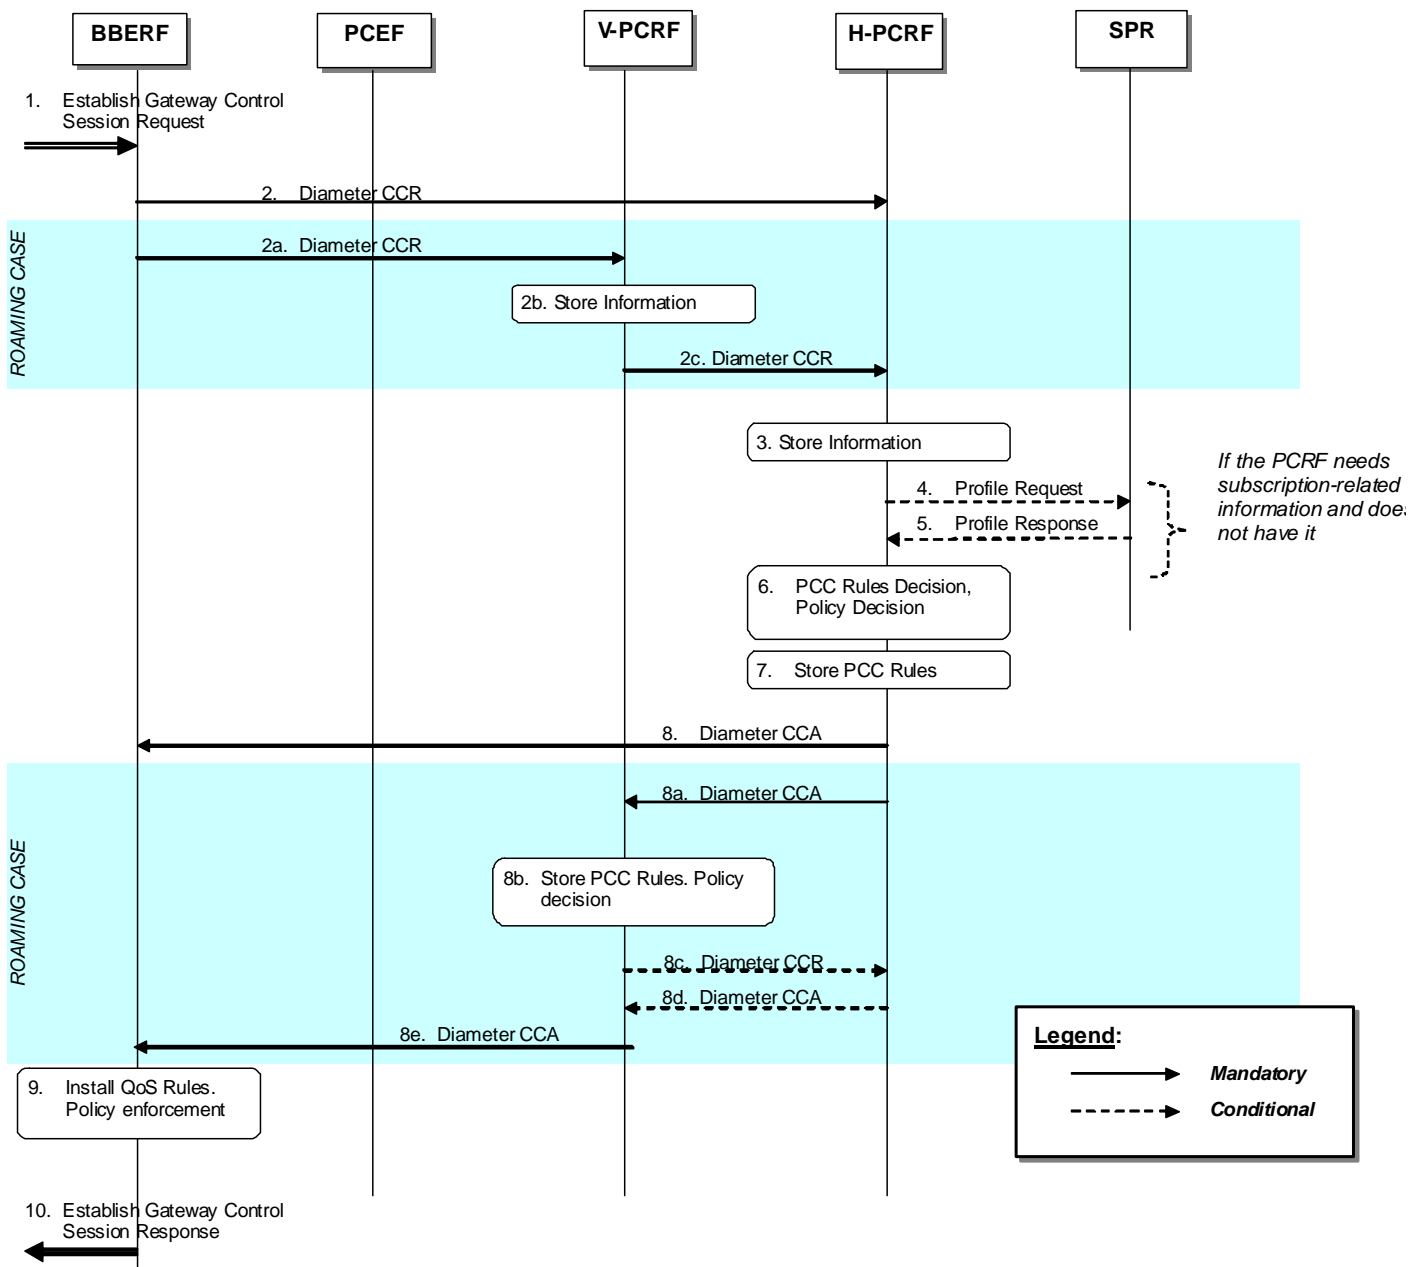 BBERF
PCEF
V-PCRF
H-PCRF
SPR
1. Establish Gateway Control
Session Request
2. Diameter CCR
ROAMING CASE
2a. Diameter CCR
2b. Store Information
2c. Diameter CCR
3. Store Information
4. Profile Request
5. Profile Response
If the PCRF needs
subscription-related
information and does
not have it
6. PCC Rules Decision,
Policy Decision
7. Store PCC Rules
8. Diameter CCA
ROAMING CASE
8a. Diameter CCA
8b. Store PCC Rules. Policy
decision
8c. Diameter CCR
8d. Diameter CCA
8e. Diameter CCA
Legend:
Mandatory
Conditional
9. Install QoS Rules.
Policy enforcement
10. Establish Gateway Control
Session Response